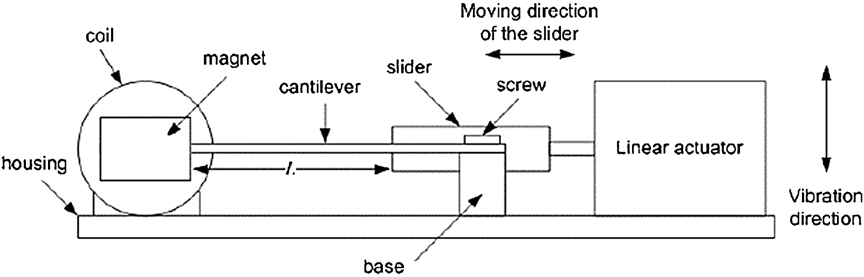 Moving direction
of the slider
coil
magnet
slider
screw
cantilever
Linear actuator
housing
L
Vibration
direction
base